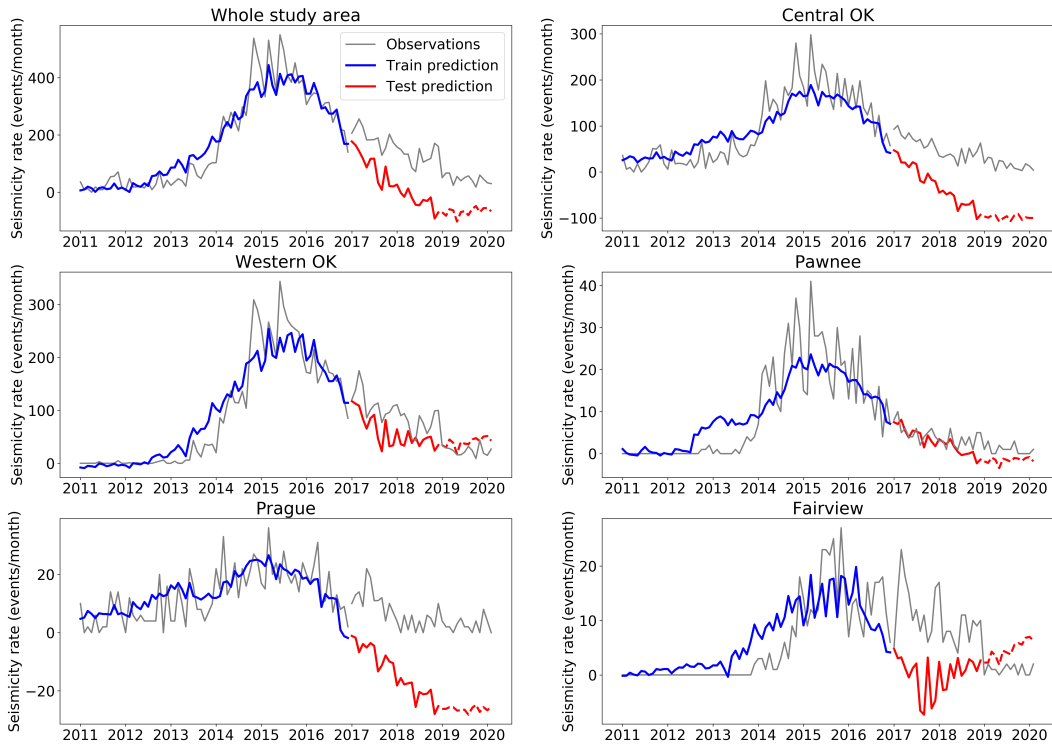 Whole study area
Seismicity rate (events/month)
400
200
0
Observations
Train prediction
Test prediction
2011 2012 2013 2014 2015 2016 2017 2018 2019 2020
Central OK
Seismicity rate (events/month)
300
200
100
0
−100
2011 2012 2013 2014 2015 2016 2017 2018 2019 2020
Western OK
Seismicity rate (events/month)
300
200
100
0
2011 2012 2013 2014 2015 2016 2017 2018 2019 2020
Pawnee
Seismicity rate (events/month)
40
30
20
10
0
2011 2012 2013 2014 2015 2016 2017 2018 2019 2020
Prague
Seismicity rate (events/month)
20
0
−20
2011 2012 2013 2014 2015 2016 2017 2018 2019 2020
Fairview
Seismicity rate (events/month)
20
10
0
2011 2012 2013 2014 2015 2016 2017 2018 2019 2020